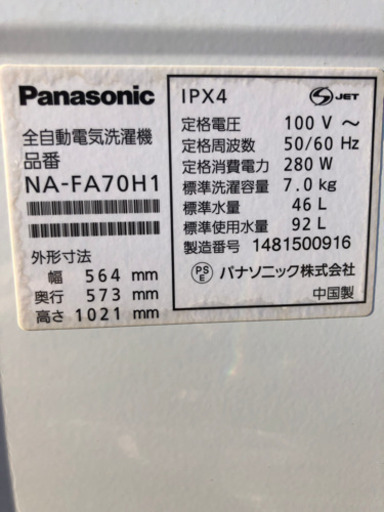 Panasonic
全自動電気洗濯機
品番
NA-FA70H1
外形寸法
幅 564 mm
奥行 573 mm
高さ 1021 mm
IPX4
S JET
定格電圧 100 V ～
定格周波数 50/60 Hz
定格消費電力 280 W
標準洗濯容量 7.0 kg
標準水量 46 L
標準使用水量 92 L
製造番号 1481500916
PS E パナソニック株式会社
中国製